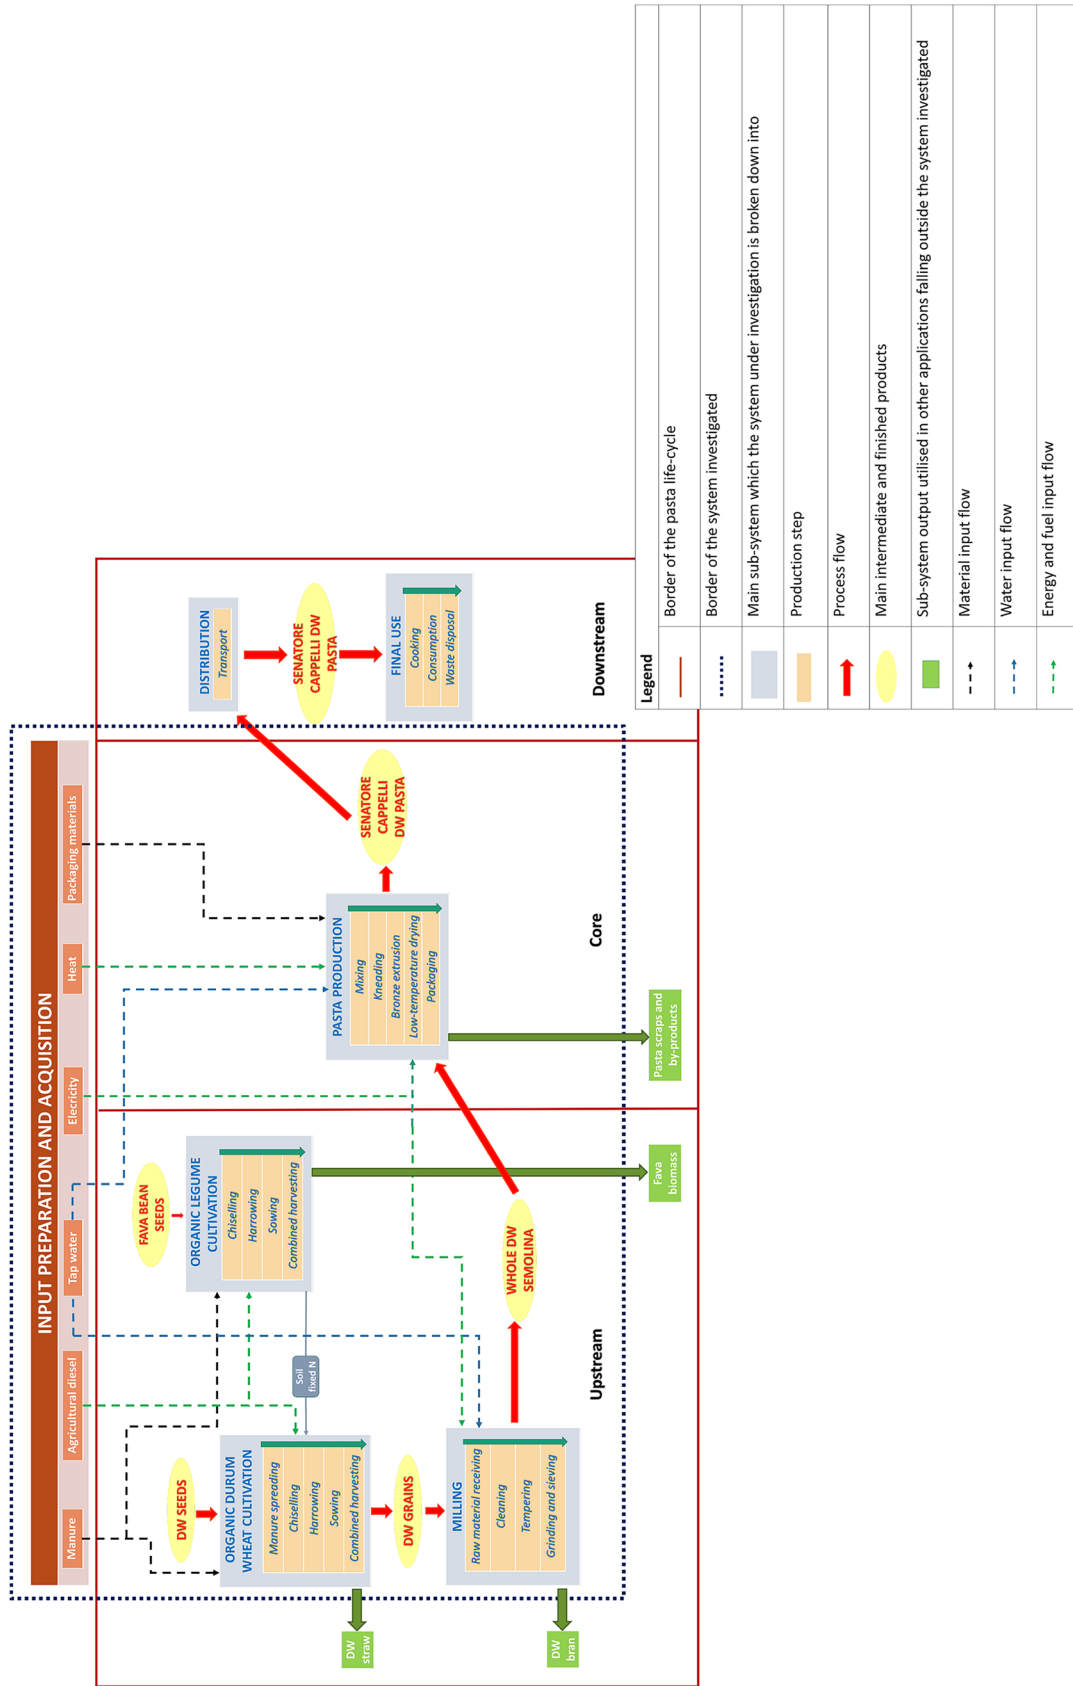 INPUT PREPARATION AND ACQUISITION
Manure
Agricultural diesel
Tap water
Elecricity
Heat
Packaging materials
DW SEEDS
ORGANIC DURUM
WHEAT CULTIVATION
Manure spreading
Chiselling
Harrowing
Sowing
Combined harvesting
DW
straw
DW GRAINS
MILLING
Raw material receiving
Cleaning
Tempering
Grinding and sieving
DW
bran
Soil
fixed N
FAVA BEAN
SEEDS
ORGANIC LEGUME
CULTIVATION
Chiselling
Harrowing
Sowing
Combined harvesting
Fava
biomass
WHOLE DW
SEMOLINA
Upstream
PASTA PRODUCTION
Mixing
Kneading
Bronze extrusion
Low-temperature drying
Packaging
Pasta scraps and
by-products
SENATORE
CAPPELLI
DW PASTA
Core
DISTRIBUTION
Transport
SENATORE
CAPPELLI DW
PASTA
FINAL USE
Cooking
Consumption
Waste disposal
Downstream
Legend
Border of the pasta life-cycle
Border of the system investigated
Main sub-system which the system under investigation is broken down into
Production step
Process flow
Main intermediate and finished products
Sub-system output utilised in other applications falling outside the system investigated
Material input flow
Water input flow
Energy and fuel input flow